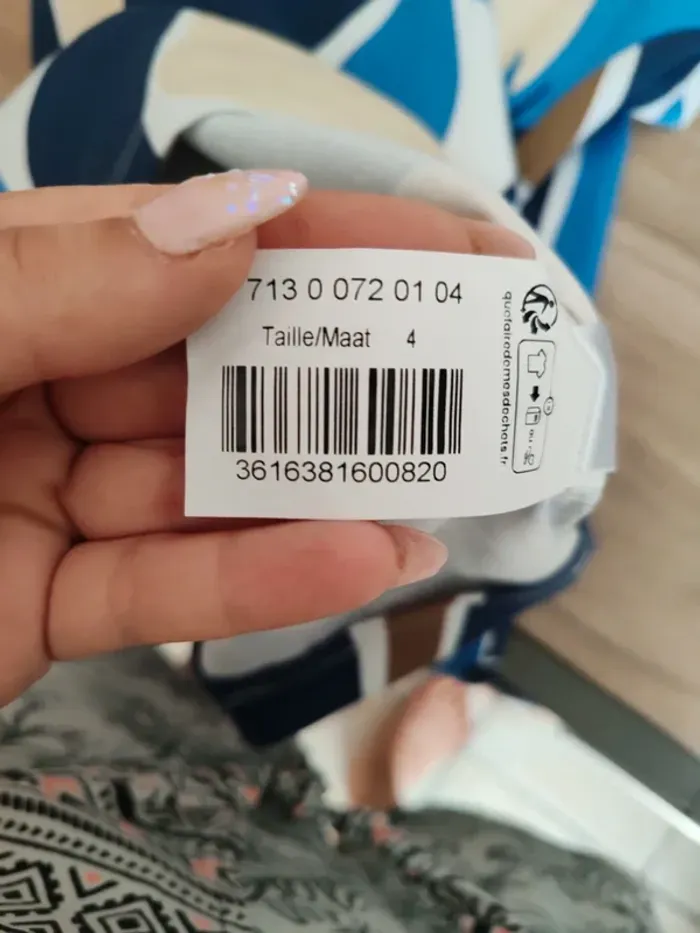 713 0 072 01 04
Taille/Maat 4
3616381600820
quefairedemesdechets.fr